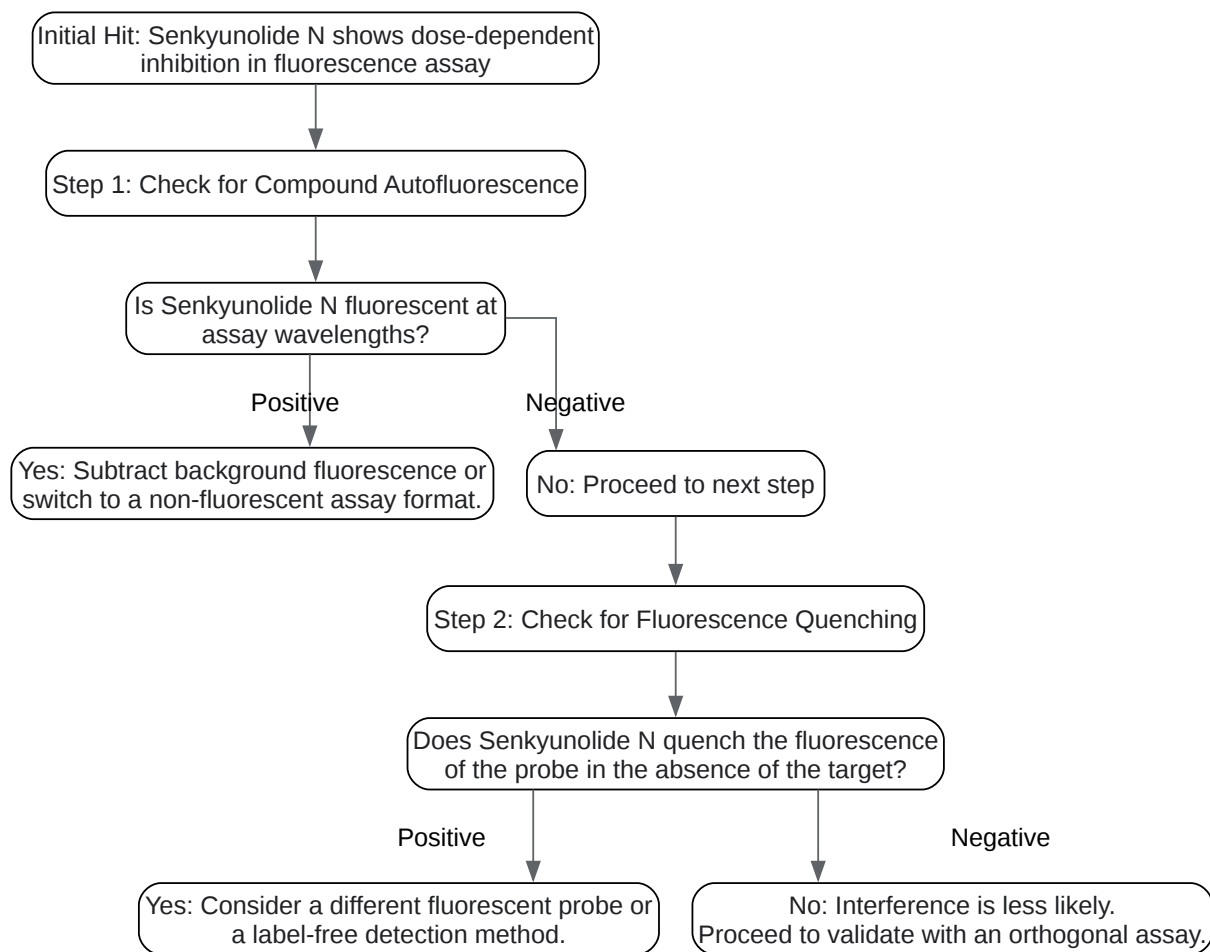 Initial Hit: Senkyunolide N shows dose-dependent
inhibition in fluorescence assay
Step 1: Check for Compound Autofluorescence
Is Senkyunolide N fluorescent at
assay wavelengths?
Positive
Negative
Yes: Subtract background fluorescence or
switch to a non-fluorescent assay format.
No: Proceed to next step
Step 2: Check for Fluorescence Quenching
Does Senkyunolide N quench the fluorescence
of the probe in the absence of the target?
Positive
Negative
Yes: Consider a different fluorescent probe or
a label-free detection method.
No: Interference is less likely.
Proceed to validate with an orthogonal assay.